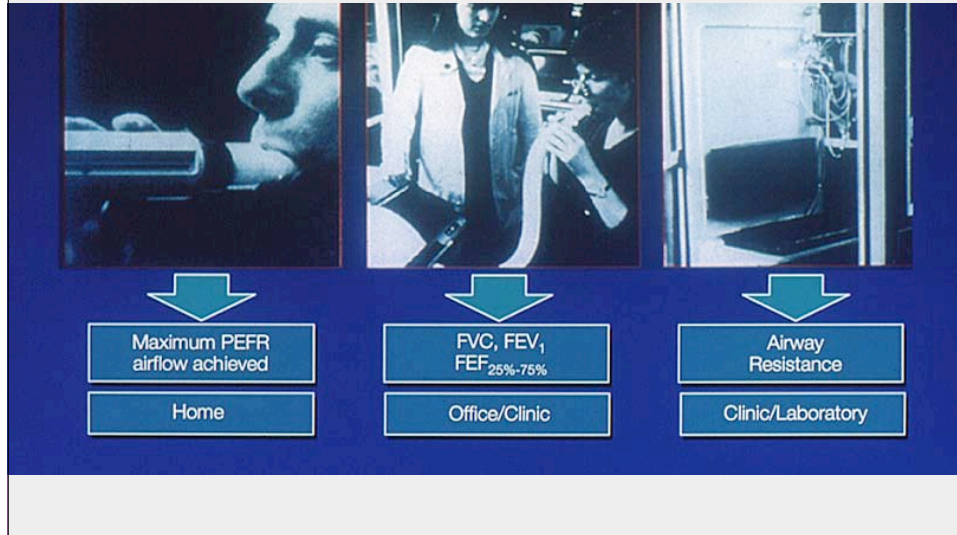 Maximum PEFR
airflow achieved
FVC, FEV₁
FEF₂₅%₋₇₅%
Airway
Resistance
Home
Office/Clinic
Clinic/Laboratory